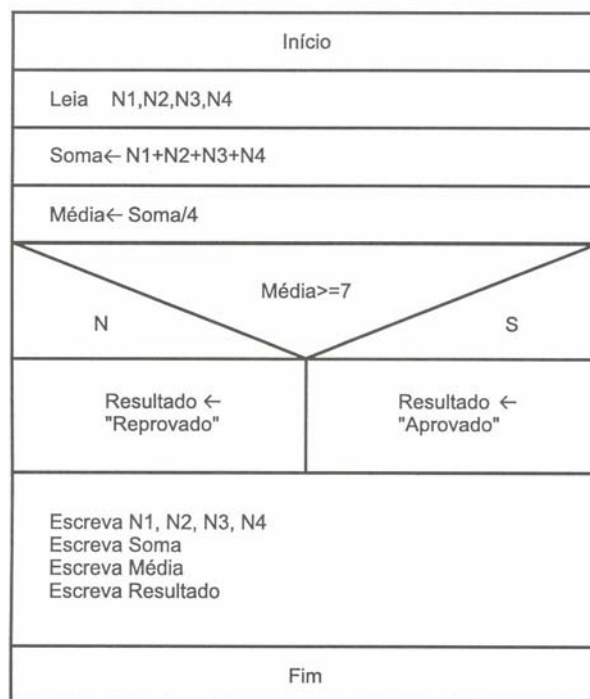 Início
Leia N1,N2,N3,N4
Soma← N1+N2+N3+N4
Média← Soma/4
Média>=7
N
S
Resultado ←
"Reprovado"
Resultado ←
"Aprovado"
Escreva N1, N2, N3, N4
Escreva Soma
Escreva Média
Escreva Resultado
Fim